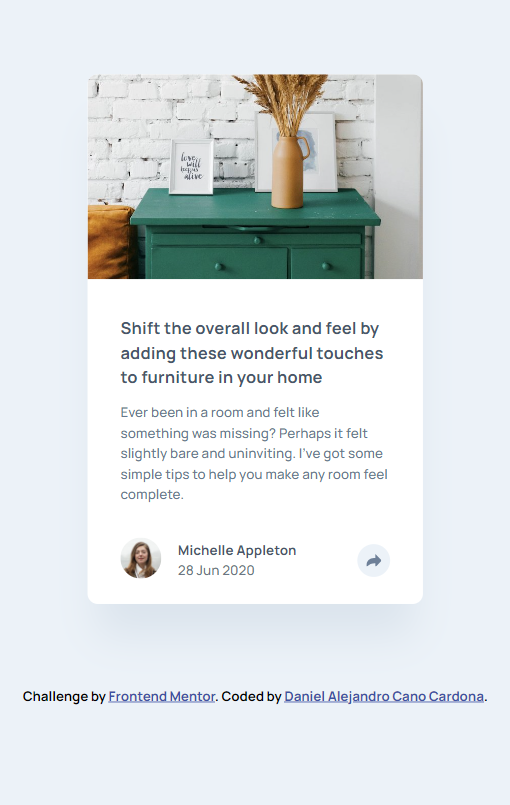 love
will
keep us
alive
Shift the overall look and feel by
adding these wonderful touches
to furniture in your home
Ever been in a room and felt like
something was missing? Perhaps it felt
slightly bare and uninviting. I've got some
simple tips to help you make any room feel
complete.
Michelle Appleton
28 Jun 2020
Challenge by Frontend Mentor. Coded by Daniel Alejandro Cano Cardona.